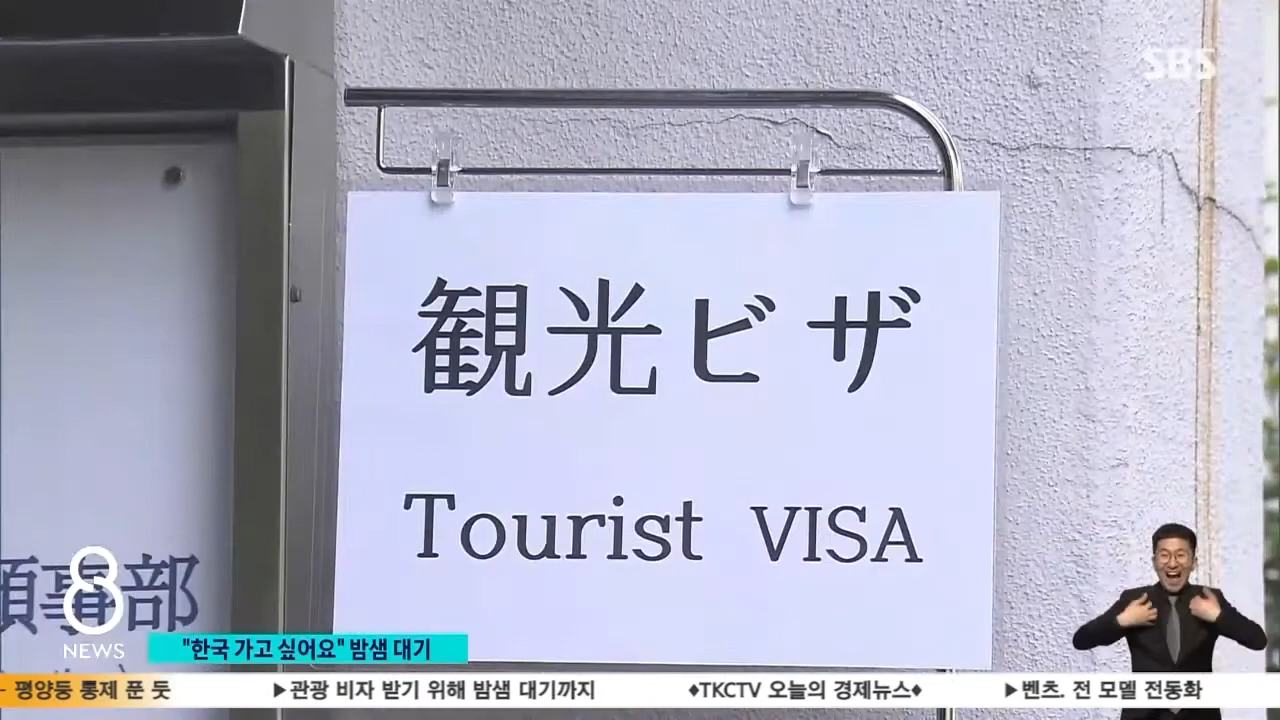 SBS
観光ビザ
Tourist VISA
領事部
8
NEWS
"한국 가고 싶어요" 밤샘 대기
- 평양등 통제 푼 듯 ▶관광 비자 받기 위해 밤샘 대기까지 ♦TKCTV 오늘의 경제뉴스♦ ▶벤츠. 전 모델 전동화